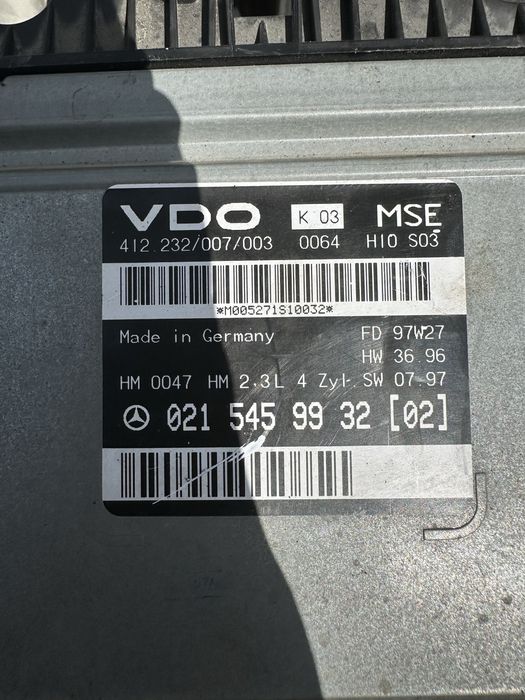 VDO K 03 MSE
412.232/007/003 0064 H10 S03
*M005271S10032*
Made in Germany FD 97W27
HW 36.96
HM 0047 HM 2.3L 4 Zyl. SW 07-97
021 545 99 32 [02]